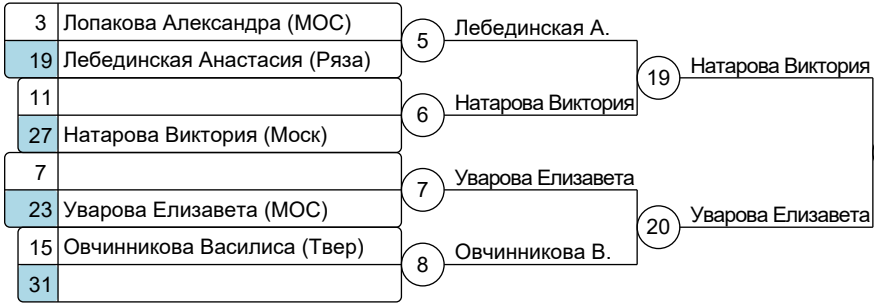 3 Лопакова Александра (МОС)
19 Лебединская Анастасия (Ряза)
5 Лебединская А.
11
27 Натарова Виктория (Моск)
6 Натарова Виктория
19 Натарова Виктория
7
23 Уварова Елизавета (МОС)
7 Уварова Елизавета
15 Овчинникова Василиса (Твер)
31
8 Овчинникова В.
20 Уварова Елизавета